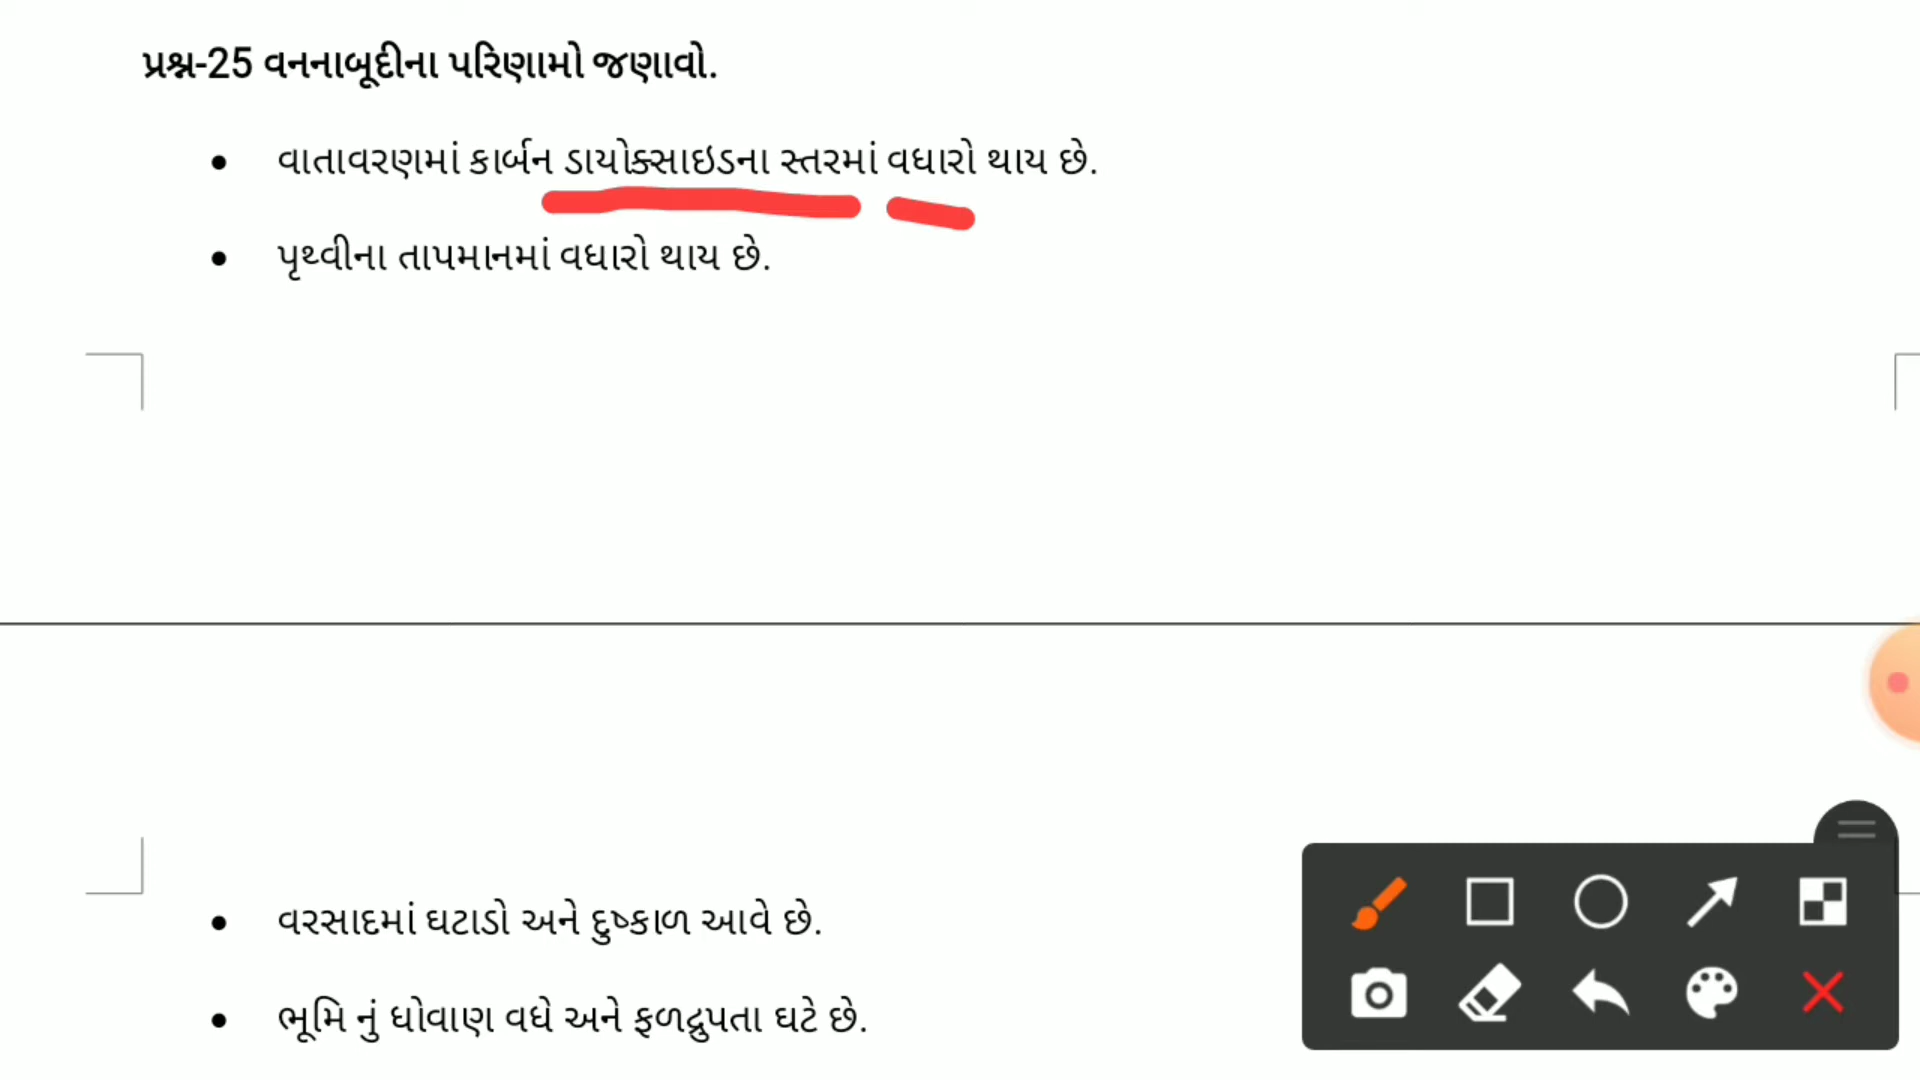 પ્રશ્ન-25 વનનાબૂદીના પરિણામો જણાવો.
• વાતાવરણમાં કાર્બન ડાયોક્સાઇડના સ્તરમાં વધારો થાય છે.
• પૃથ્વીના તાપમાનમાં વધારો થાય છે.
• વરસાદમાં ઘટાડો અને દુષ્કાળ આવે છે.
• ભૂમિ નું ધોવાણ વધે અને ફળદ્રુપતા ઘટે છે.